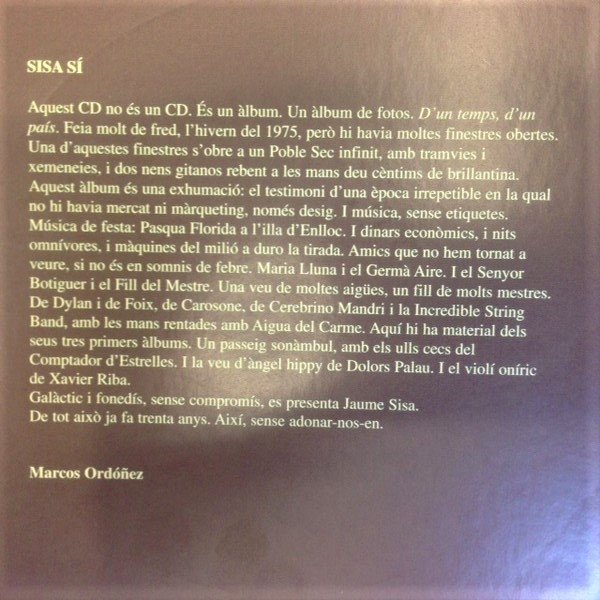 SISA SÍ
Aquest CD no és un CD. És un àlbum. Un àlbum de fotos. D'un temps, d'un
país. Feia molt de fred, l'hivern del 1975, però hi havia moltes finestres obertes.
Una d'aquestes finestres s'obre a un Poble Sec infinit, amb tramvies i
xemeneies, i dos nens gitanos rebent a les mans deu cèntims de brillantina.
Aquest àlbum és una exhumació: el testimoni d'una època irrepetible en la qual
no hi havia mercat ni màrqueting, només desig. I música, sense etiquetes.
Música de festa: Pasqua Florida a l'illa d'Enlloc. I dinars econòmics, i nits
omnívores, i màquines del milió a duro la tirada. Amics que no hem tornat a
veure, si no és en somnis de febre. Maria Lluna i el Germà Aire. I el Senyor
Botiguer i el Fill del Mestre. Una veu de moltes aigües, un fill de molts mestres.
De Dylan i de Foix, de Carosone, de Cerebrino Mandri i la Incredible String
Band, amb les mans rentades amb Aigua del Carme. Aquí hi ha material dels
seus tres primers àlbums. Un passeig sonàmbul, amb els ulls cecs del
Comptador d'Estrelles. I la veu d'àngel hippy de Dolors Palau. I el violí oníric
de Xavier Riba.
Galàctic i fonedís, sense compromís, es presenta Jaume Sisa.
De tot això ja fa trenta anys. Així, sense adonar-nos-en.
Marcos Ordóñez